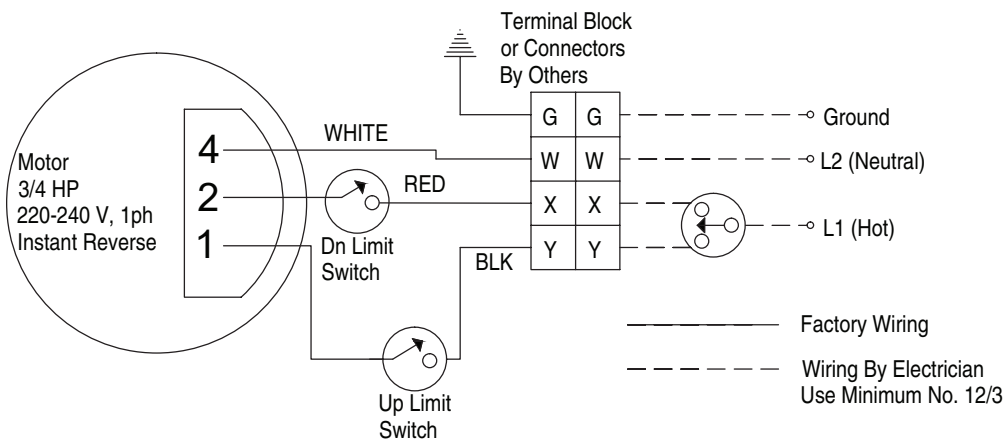 Terminal Block
or Connectors
By Others
G G
Ground
WHITE
4
W W
L2 (Neutral)
Motor
3/4 HP
220-240 V, 1ph
Instant Reverse
2
RED
X X
L1 (Hot)
1
Dn Limit
Switch
BLK
Y Y
Factory Wiring
Wiring By Electrician
Use Minimum No. 12/3
Up Limit
Switch